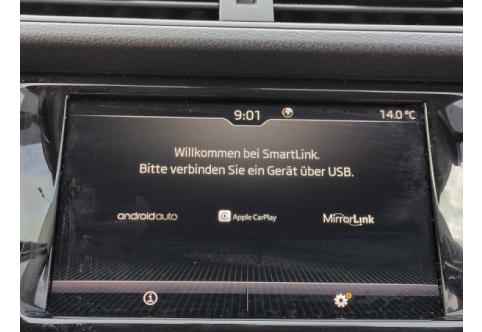 9:01
14.0 °C
Willkommen bei SmartLink.
Bitte verbinden Sie ein Gerät über USB.
androidauto
Apple CarPlay
MirrorLink